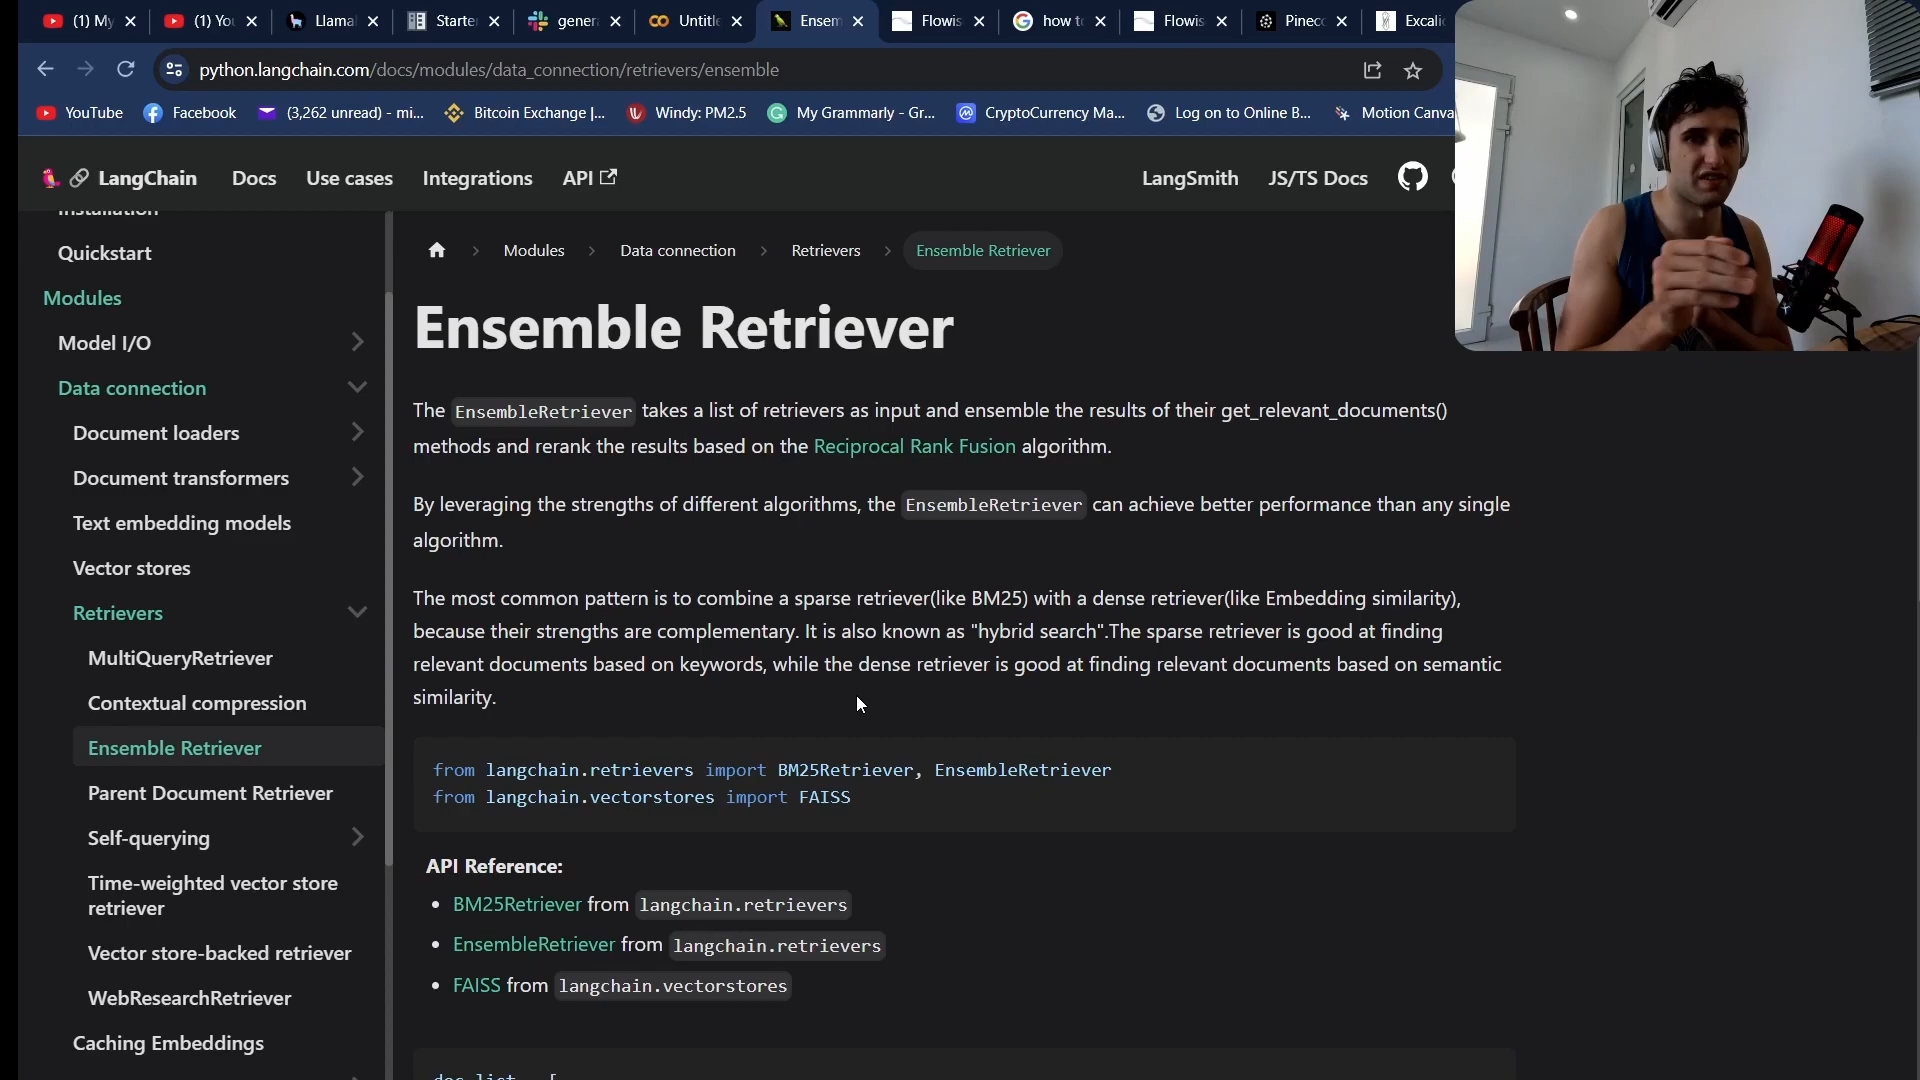 (1) My
(1) You
Llamal
Starte
gener
Untitle
Ensem
Flowis
how to
Flowis
Pinec
Excali
python.langchain.com/docs/modules/data_connection/retrievers/ensemble
YouTube
Facebook
(3,262 unread) - mi...
Bitcoin Exchange |...
Windy: PM2.5
My Grammarly - Gr...
CryptoCurrency Ma...
Log on to Online B...
Motion Canva
LangChain
Docs
Use cases
Integrations
API
LangSmith
JS/TS Docs
Installation
Quickstart
Modules
Model I/O
Data connection
Document loaders
Document transformers
Text embedding models
Vector stores
Retrievers
MultiQueryRetriever
Contextual compression
Ensemble Retriever
Parent Document Retriever
Self-querying
Time-weighted vector store
retriever
Vector store-backed retriever
WebResearchRetriever
Caching Embeddings
Modules
Data connection
Retrievers
Ensemble Retriever
Ensemble Retriever
The EnsembleRetriever takes a list of retrievers as input and ensemble the results of their get_relevant_documents()
methods and rerank the results based on the Reciprocal Rank Fusion algorithm.
By leveraging the strengths of different algorithms, the EnsembleRetriever can achieve better performance than any single
algorithm.
The most common pattern is to combine a sparse retriever(like BM25) with a dense retriever(like Embedding similarity),
because their strengths are complementary. It is also known as "hybrid search".The sparse retriever is good at finding
relevant documents based on keywords, while the dense retriever is good at finding relevant documents based on semantic
similarity.
from langchain.retrievers import BM25Retriever, EnsembleRetriever
from langchain.vectorstores import FAISS
API Reference:
• BM25Retriever from langchain.retrievers
• EnsembleRetriever from langchain.retrievers
• FAISS from langchain.vectorstores
doc_list = [